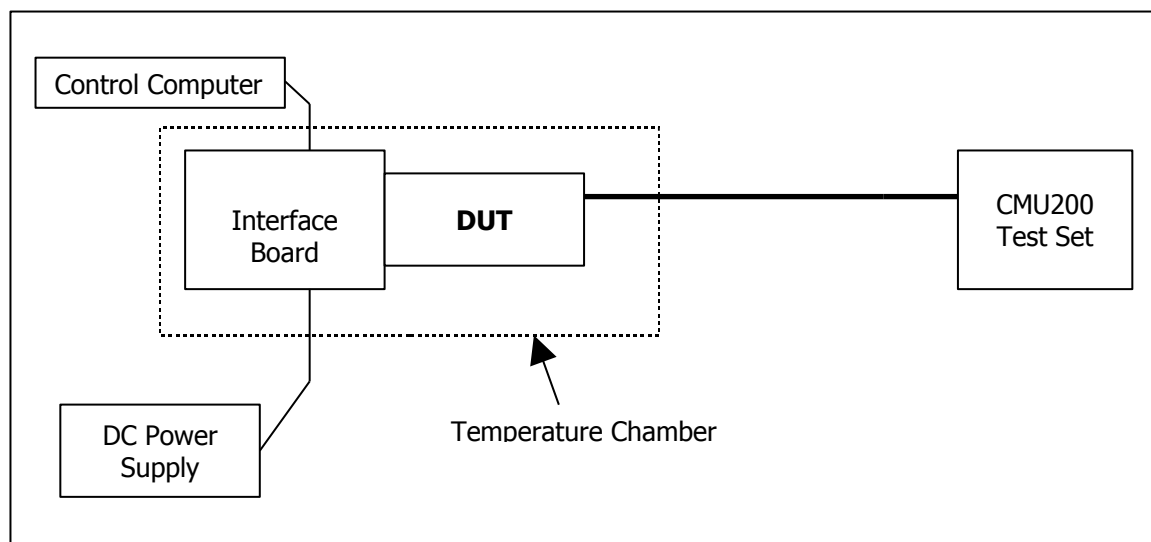 Control Computer
Interface
Board
DUT
CMU200
Test Set
DC Power
Supply
Temperature Chamber